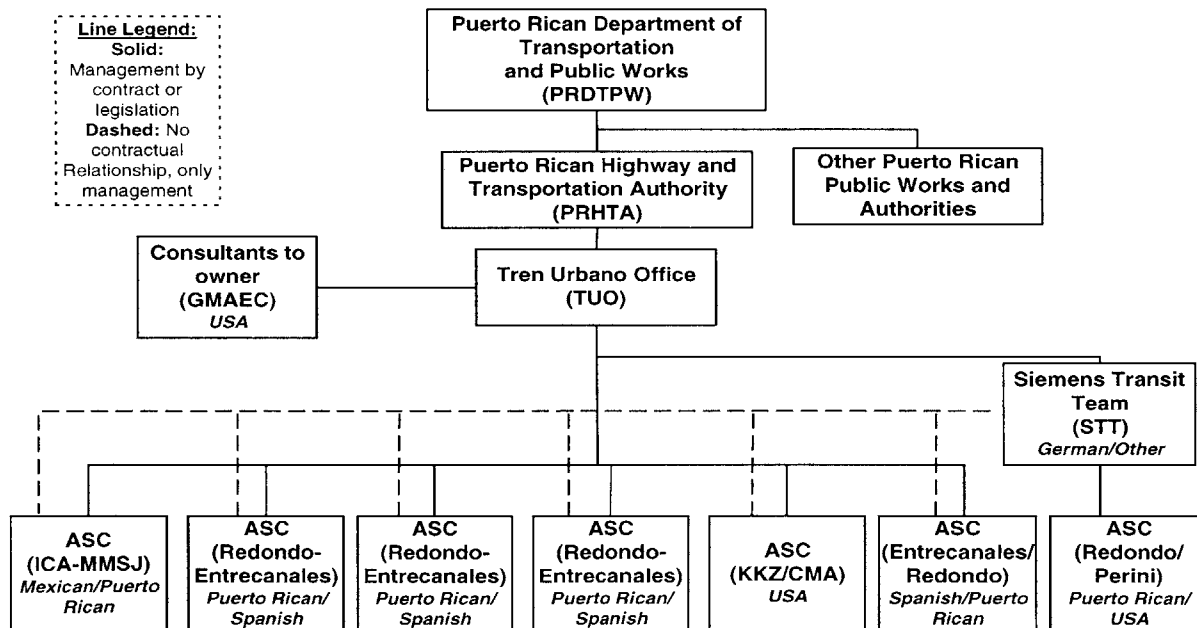 Line Legend:
Solid:
Management by
contract or
legislation
Dashed: No
contractual
Relationship, only
management
Puerto Rican Department of
Transportation
and Public Works
(PRDTPW)
Puerto Rican Highway and
Transportation Authority
(PRHTA)
Other Puerto Rican
Public Works and
Authorities
Consultants to
owner
(GMAEC)
USA
Tren Urbano Office
(TUO)
Siemens Transit
Team
(STT)
German/Other
ASC
(ICA-MMSJ)
Mexican/Puerto
Rican
ASC
(Redondo-
Entrecanales)
Puerto Rican/
Spanish
ASC
(Redondo-
Entrecanales)
Puerto Rican/
Spanish
ASC
(Redondo-
Entrecanales)
Puerto Rican/
Spanish
ASC
(KKZ/CMA)
USA
ASC
(Entrecanales/
Redondo)
Spanish/Puerto
Rican
ASC
(Redondo/
Perini)
Puerto Rican/
USA